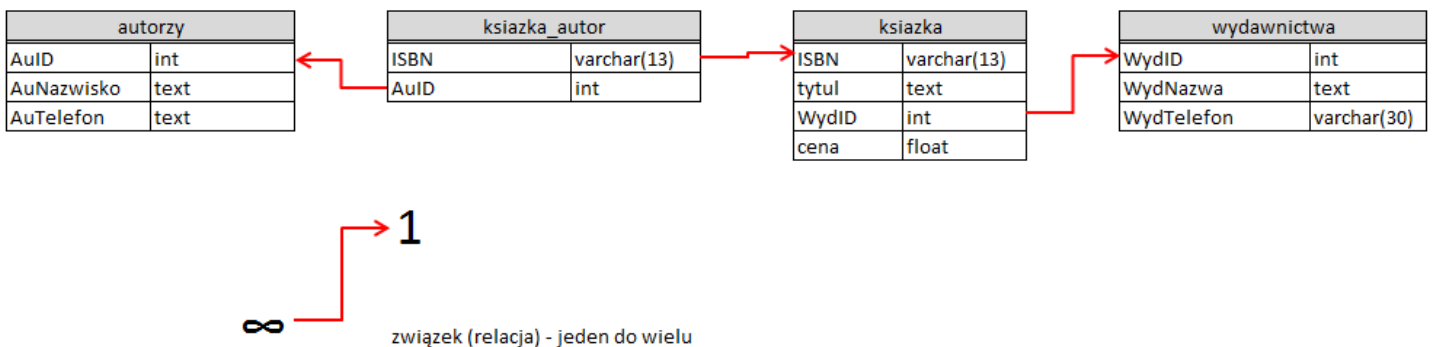 autorzy
AuID int
AuNazwisko text
AuTelefon text
ksiazka_autor
ISBN varchar(13)
AuID int
ksiazka
ISBN varchar(13)
tytul text
WydID int
cena float
wydawnictwa
WydID int
WydNazwa text
WydTelefon varchar(30)
1
∞
związek (relacja) - jeden do wielu